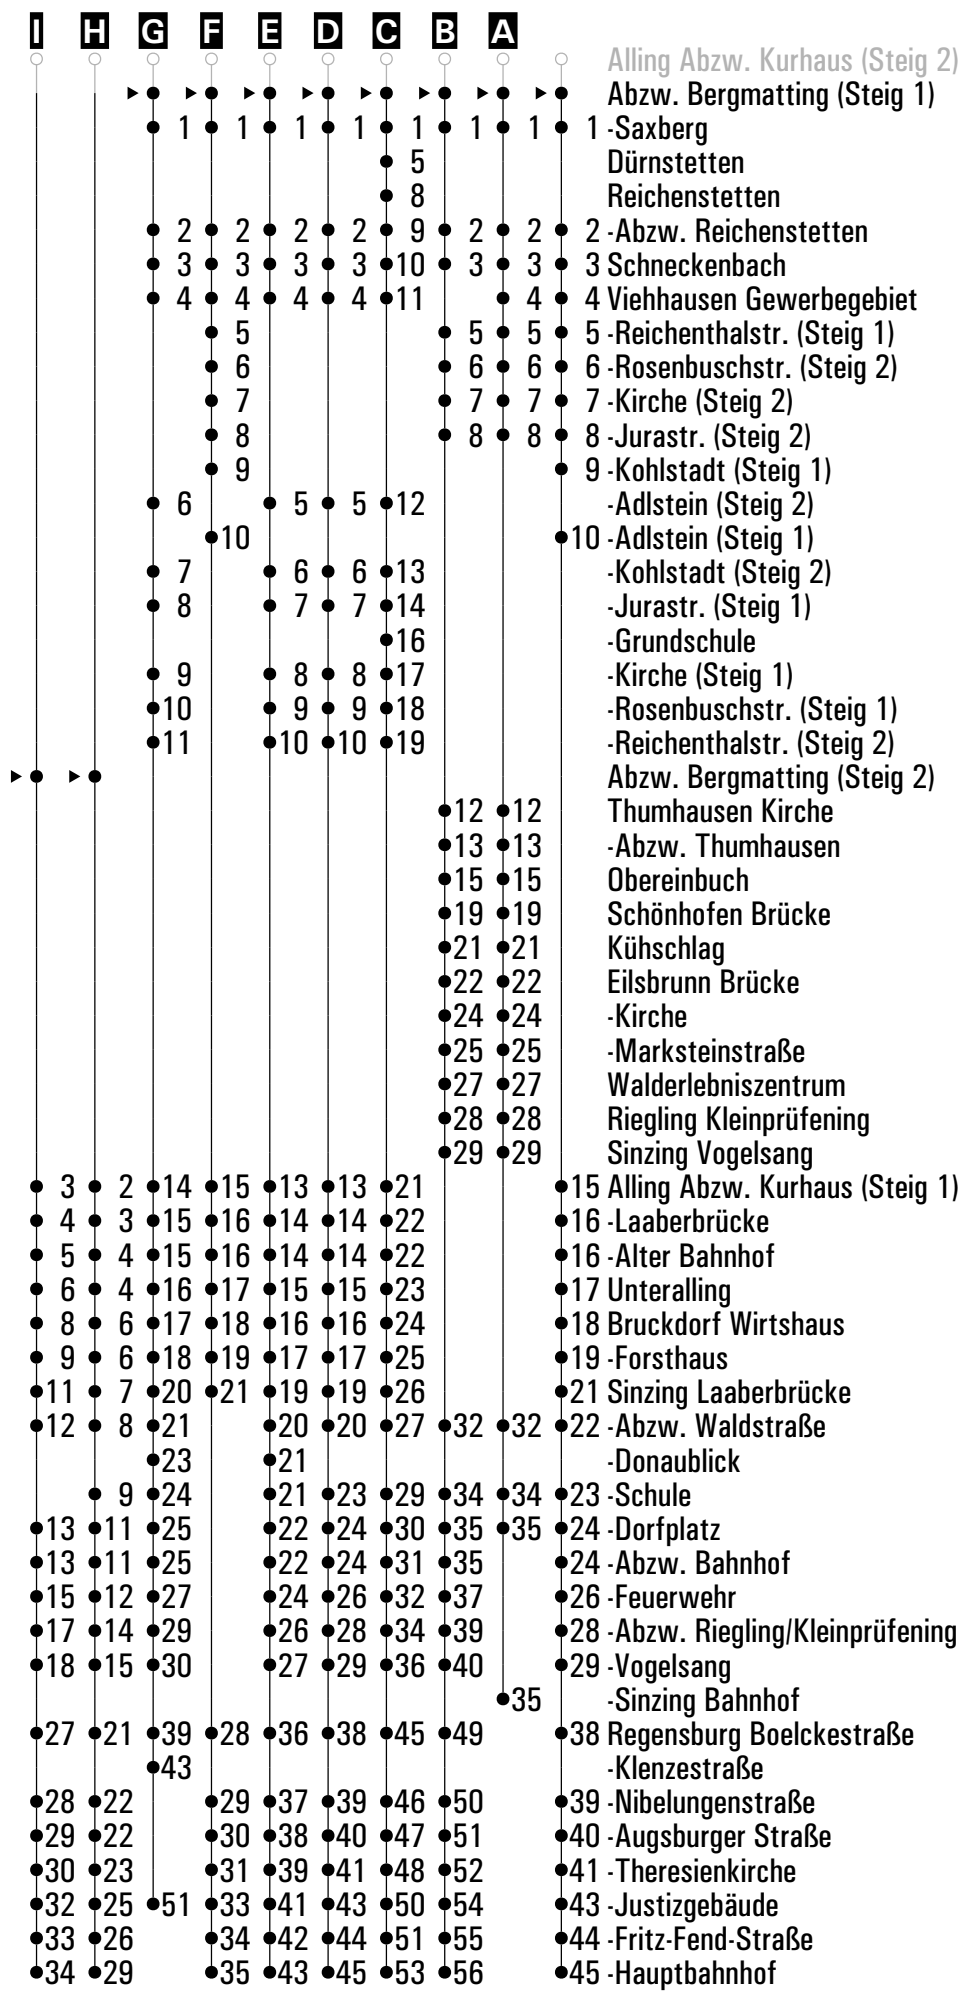 I H G F E D C B A
Alling Abzw. Kurhaus (Steig 2)
Abzw. Bergmatting (Steig 1)
1 1 1 1 1 1 1 1 -Saxberg
5 Dürnstetten
8 Reichenstetten
2 2 2 2 9 2 2 2 -Abzw. Reichenstetten
3 3 3 3 10 3 3 3 Schneckenbach
4 4 4 4 11 4 4 Viehhausen Gewerbegebiet
5 5 5 5 -Reichenthalstr. (Steig 1)
6 6 6 6 -Rosenbuschstr. (Steig 2)
7 7 7 7 -Kirche (Steig 2)
8 8 8 8 -Jurastr. (Steig 2)
9 9 -Kohlstadt (Steig 1)
6 5 5 12 -Adlstein (Steig 2)
10 10 -Adlstein (Steig 1)
7 6 6 13 -Kohlstadt (Steig 2)
8 7 7 14 -Jurastr. (Steig 1)
16 -Grundschule
9 8 8 17 -Kirche (Steig 1)
10 9 9 18 -Rosenbuschstr. (Steig 1)
11 10 10 19 -Reichenthalstr. (Steig 2)
Abzw. Bergmatting (Steig 2)
12 12 Thumhausen Kirche
13 13 -Abzw. Thumhausen
15 15 Obereinbuch
19 19 Schönhofen Brücke
21 21 Kühschlag
22 22 Eilsbrunn Brücke
24 24 -Kirche
25 25 -Marksteinstraße
27 27 Walderlebniszentrum
28 28 Riegling Kleinprüfening
29 29 Sinzing Vogelsang
3 2 14 15 13 13 21 15 Alling Abzw. Kurhaus (Steig 1)
4 3 15 16 14 14 22 16 -Laaberbrücke
5 4 15 16 14 14 22 16 -Alter Bahnhof
6 4 16 17 15 15 23 17 Unteralling
8 6 17 18 16 16 24 18 Bruckdorf Wirtshaus
9 6 18 19 17 17 25 19 -Forsthaus
11 7 20 21 19 19 26 21 Sinzing Laaberbrücke
12 8 21 20 20 27 32 32 22 -Abzw. Waldstraße
23 21 -Donaublick
9 24 21 23 29 34 34 23 -Schule
13 11 25 22 24 30 35 35 24 -Dorfplatz
13 11 25 22 24 31 35 24 -Abzw. Bahnhof
15 12 27 24 26 32 37 26 -Feuerwehr
17 14 29 26 28 34 39 28 -Abzw. Riegling/Kleinprüfening
18 15 30 27 29 36 40 29 -Vogelsang
35 -Sinzing Bahnhof
27 21 39 28 36 38 45 49 38 Regensburg Boelckestraße
43 -Klenzestraße
28 22 29 37 39 46 50 39 -Nibelungenstraße
29 22 30 38 40 47 51 40 -Augsburger Straße
30 23 31 39 41 48 52 41 -Theresienkirche
32 25 51 33 41 43 50 54 43 -Justizgebäude
33 26 34 42 44 51 55 44 -Fritz-Fend-Straße
34 29 35 43 45 53 56 45 -Hauptbahnhof